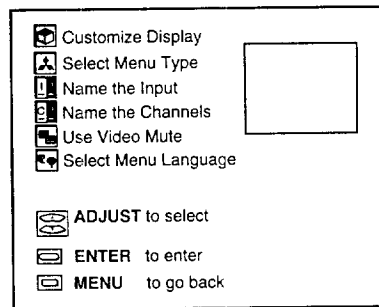 Customize Display
Select Menu Type
Name the Input
Name the Channels
Use Video Mute
Select Menu Language
ADJUST to select
ENTER to enter
MENU to go back